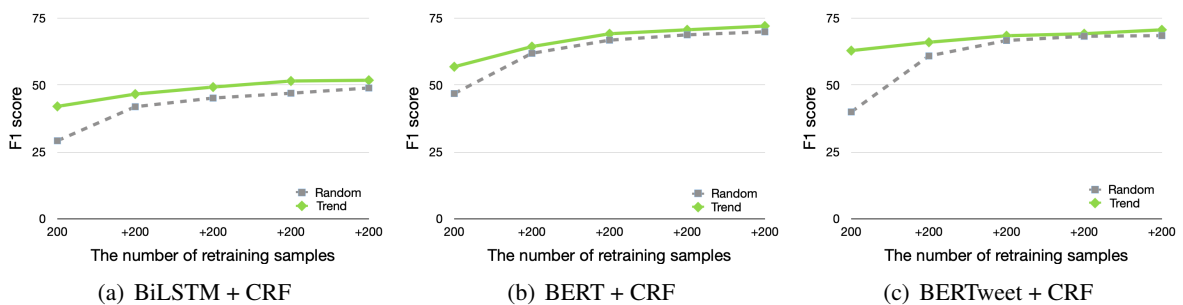 75
50
25
0
F1 score
Random
Trend
200 +200 +200 +200 +200
The number of retraining samples
(a) BiLSTM + CRF
75
50
25
0
F1 score
Random
Trend
200 +200 +200 +200 +200
The number of retraining samples
(b) BERT + CRF
75
50
25
0
F1 score
Random
Trend
200 +200 +200 +200 +200
The number of retraining samples
(c) BERTweet + CRF